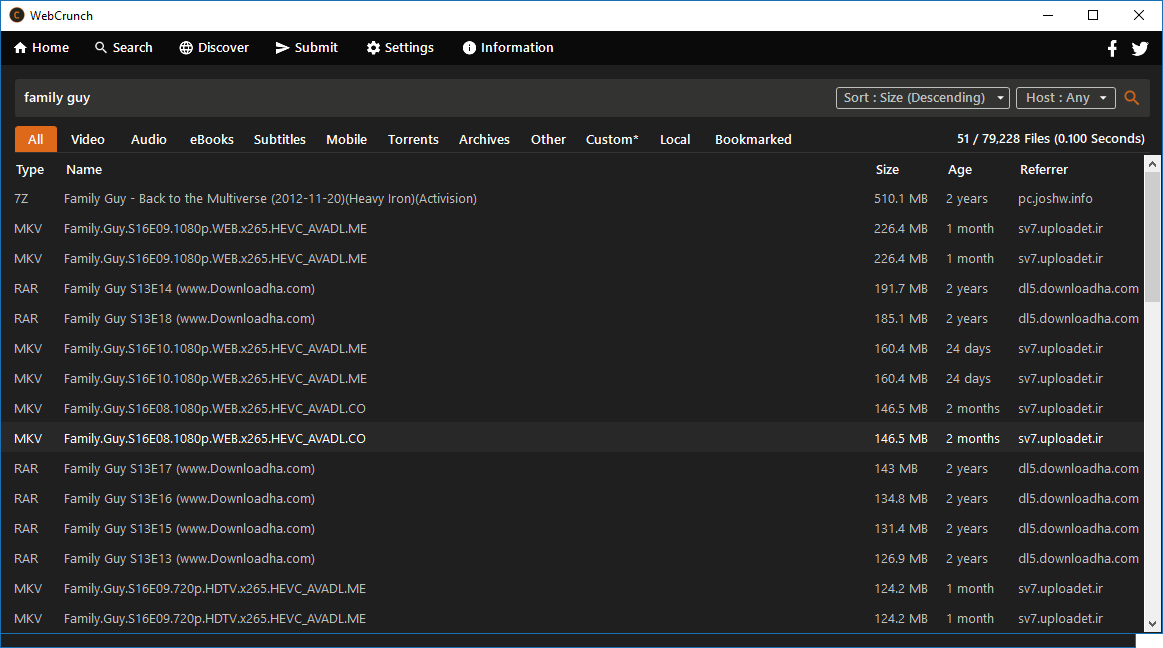 WebCrunch
Home Search Discover Submit Settings Information
family guy Sort : Size (Descending) Host : Any
All Video Audio eBooks Subtitles Mobile Torrents Archives Other Custom* Local Bookmarked 51 / 79,228 Files (0.100 Seconds)
Type Name Size Age Referrer
7Z Family Guy - Back to the Multiverse (2012-11-20)(Heavy Iron)(Activision) 510.1 MB 2 years pc.joshw.info
MKV Family.Guy.S16E09.1080p.WEB.x265.HEVC_AVADL.ME 226.4 MB 1 month sv7.uploadet.ir
MKV Family.Guy.S16E09.1080p.WEB.x265.HEVC_AVADL.ME 226.4 MB 1 month sv7.uploadet.ir
RAR Family Guy S13E14 (www.Downloadha.com) 191.7 MB 2 years dl5.downloadha.com
RAR Family Guy S13E18 (www.Downloadha.com) 185.1 MB 2 years dl5.downloadha.com
MKV Family.Guy.S16E10.1080p.WEB.x265.HEVC_AVADL.ME 160.4 MB 24 days sv7.uploadet.ir
MKV Family.Guy.S16E10.1080p.WEB.x265.HEVC_AVADL.ME 160.4 MB 24 days sv7.uploadet.ir
MKV Family.Guy.S16E08.1080p.WEB.x265.HEVC_AVADL.CO 146.5 MB 2 months sv7.uploadet.ir
MKV Family.Guy.S16E08.1080p.WEB.x265.HEVC_AVADL.CO 146.5 MB 2 months sv7.uploadet.ir
RAR Family Guy S13E17 (www.Downloadha.com) 143 MB 2 years dl5.downloadha.com
RAR Family Guy S13E16 (www.Downloadha.com) 134.8 MB 2 years dl5.downloadha.com
RAR Family Guy S13E15 (www.Downloadha.com) 131.4 MB 2 years dl5.downloadha.com
RAR Family Guy S13E13 (www.Downloadha.com) 126.9 MB 2 years dl5.downloadha.com
MKV Family.Guy.S16E09.720p.HDTV.x265.HEVC_AVADL.ME 124.2 MB 1 month sv7.uploadet.ir
MKV Family.Guy.S16E09.720p.HDTV.x265.HEVC_AVADL.ME 124.2 MB 1 month sv7.uploadet.ir